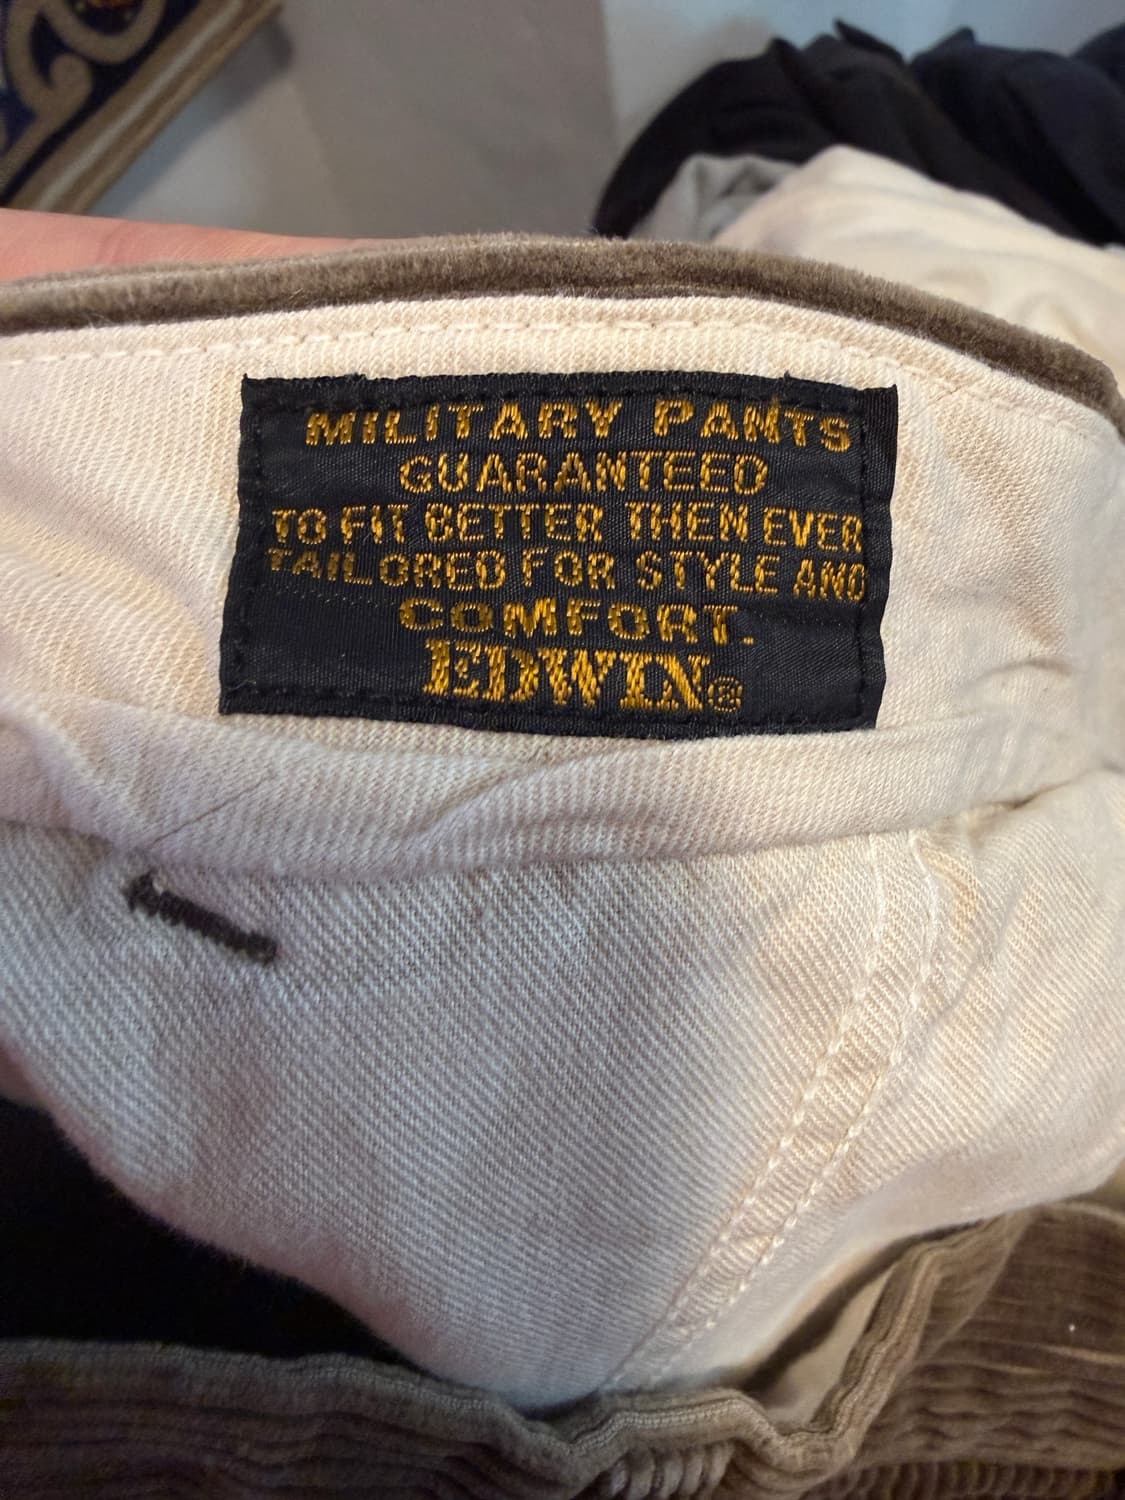 MILITARY PANTS
GUARANTEED
TO FIT BETTER THEN EVER
TAILORED FOR STYLE AND
COMFORT.
EDWIN®